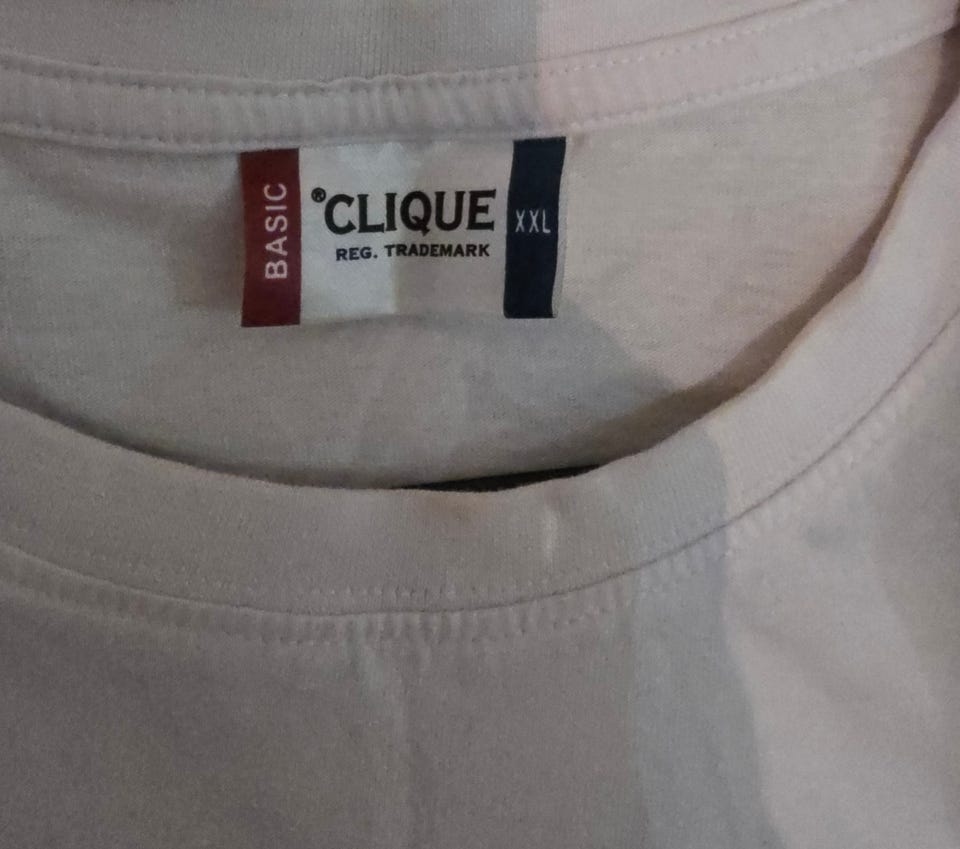 BASIC
®CLIQUE
REG. TRADEMARK
XXL